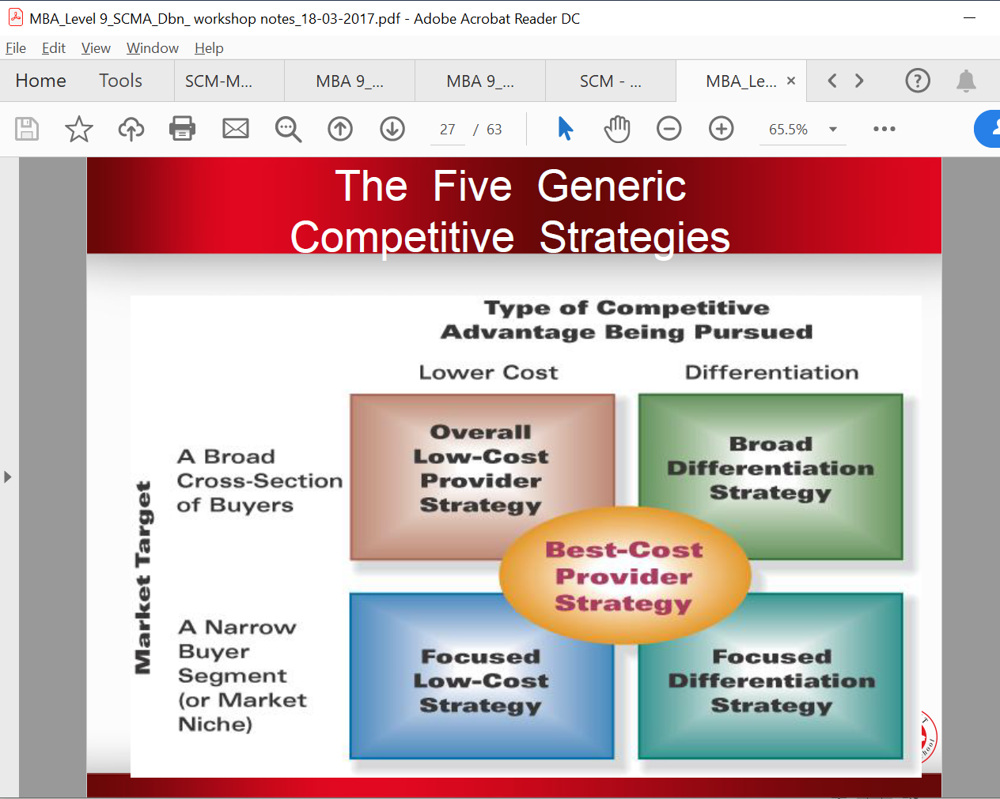 MBA_Level 9_SCMA_Dbn_ workshop notes_18-03-2017.pdf - Adobe Acrobat Reader DC
File Edit View Window Help
Home Tools SCM-M... MBA 9_... MBA 9_... SCM - ... MBA_Le... ×
27 / 63 65.5%
The Five Generic
Competitive Strategies
Type of Competitive
Advantage Being Pursued
Lower Cost Differentiation
Market Target
A Broad
Cross-Section
of Buyers
Overall
Low-Cost
Provider
Strategy
Broad
Differentiation
Strategy
Best-Cost
Provider
Strategy
A Narrow
Buyer
Segment
(or Market
Niche)
Focused
Low-Cost
Strategy
Focused
Differentiation
Strategy